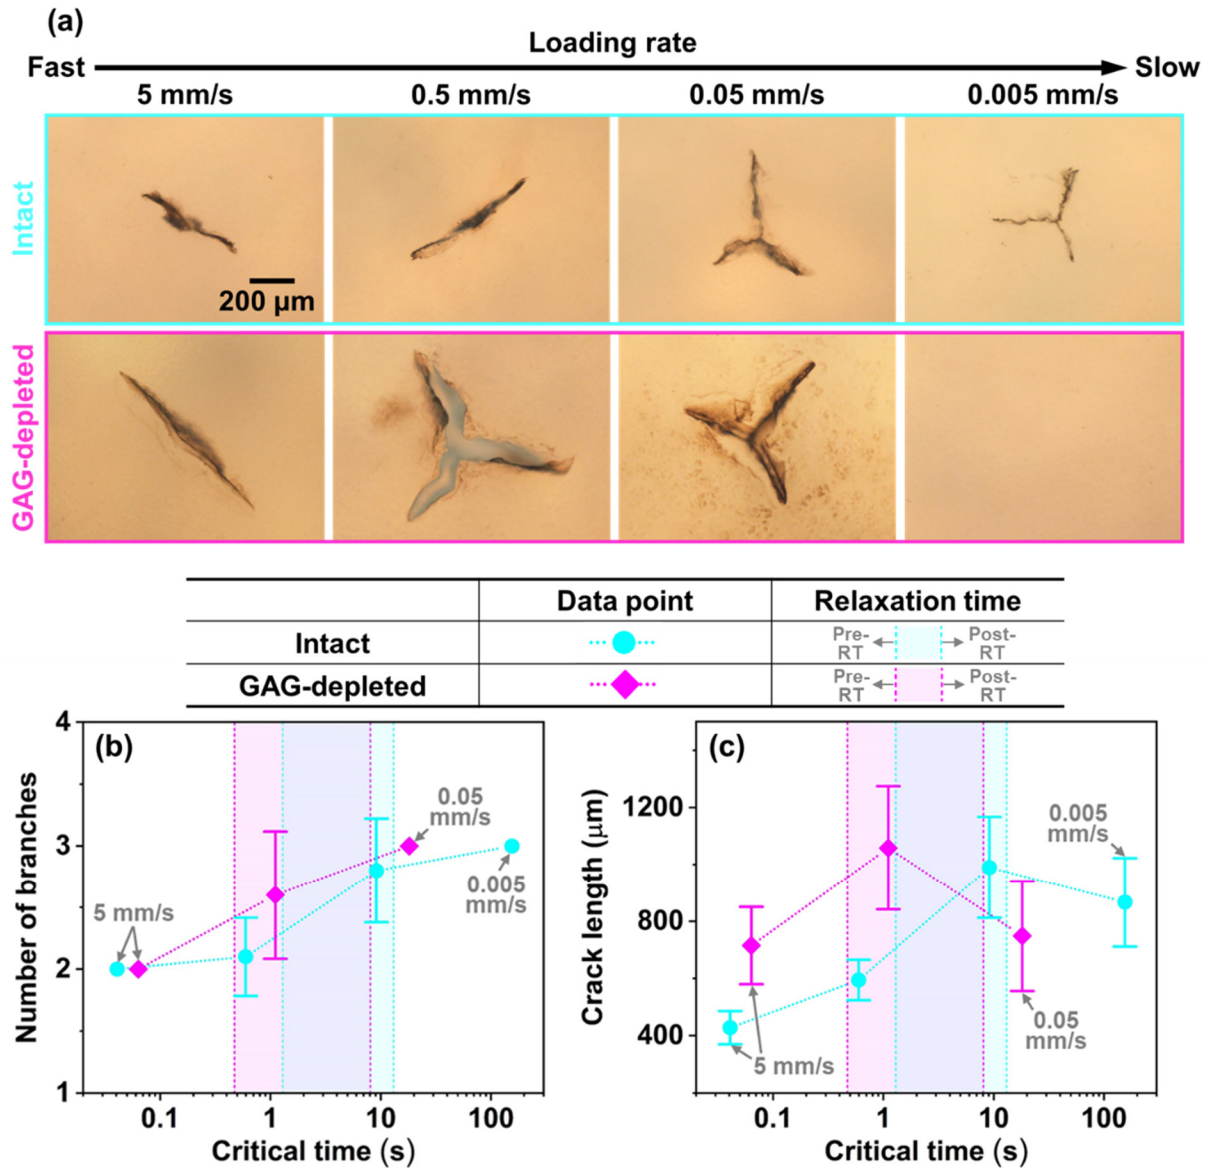 (a)
Loading rate
Fast
Slow
5 mm/s
0.5 mm/s
0.05 mm/s
0.005 mm/s
Intact
200 μm
GAG-depleted
Data point
Relaxation time
Intact
Pre-
RT
Post-
RT
GAG-depleted
Pre-
RT
Post-
RT
(b)
Number of branches
4
3
2
1
5 mm/s
0.05
mm/s
0.005
mm/s
0.1
1
10
100
Critical time (s)
(c)
Crack length (μm)
1200
800
400
0.005
mm/s
0.05
mm/s
5 mm/s
0.1
1
10
100
Critical time (s)